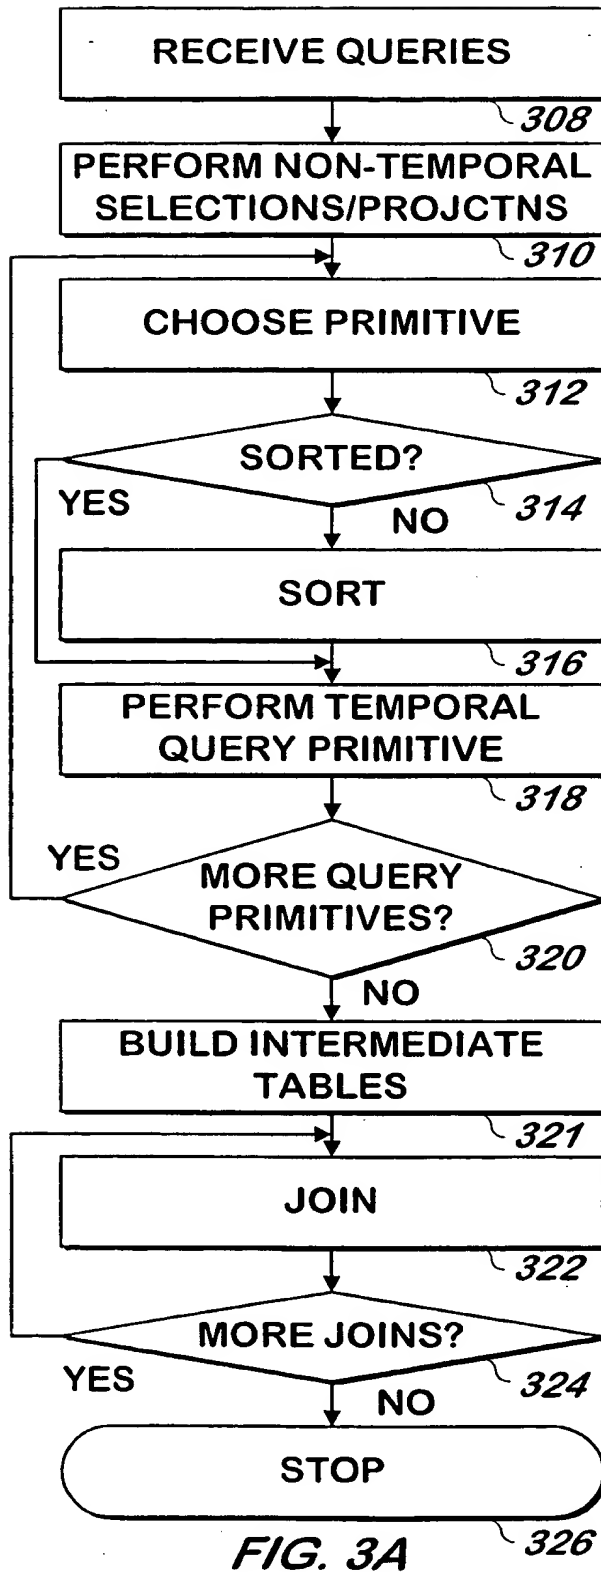 RECEIVE QUERIES
308
PERFORM NON-TEMPORAL
SELECTIONS/PROJCTNS
310
CHOOSE PRIMITIVE
312
SORTED?
314
YES
NO
SORT
316
PERFORM TEMPORAL
QUERY PRIMITIVE
318
YES
MORE QUERY
PRIMITIVES?
320
NO
BUILD INTERMEDIATE
TABLES
321
JOIN
322
MORE JOINS?
324
YES
NO
STOP
326
FIG. 3A